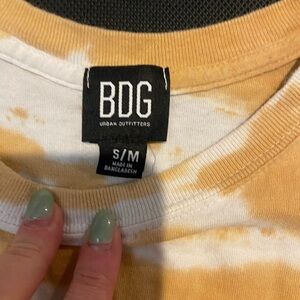 BDG
URBAN OUTFITTERS
S/M
MADE IN
BANGLADESH